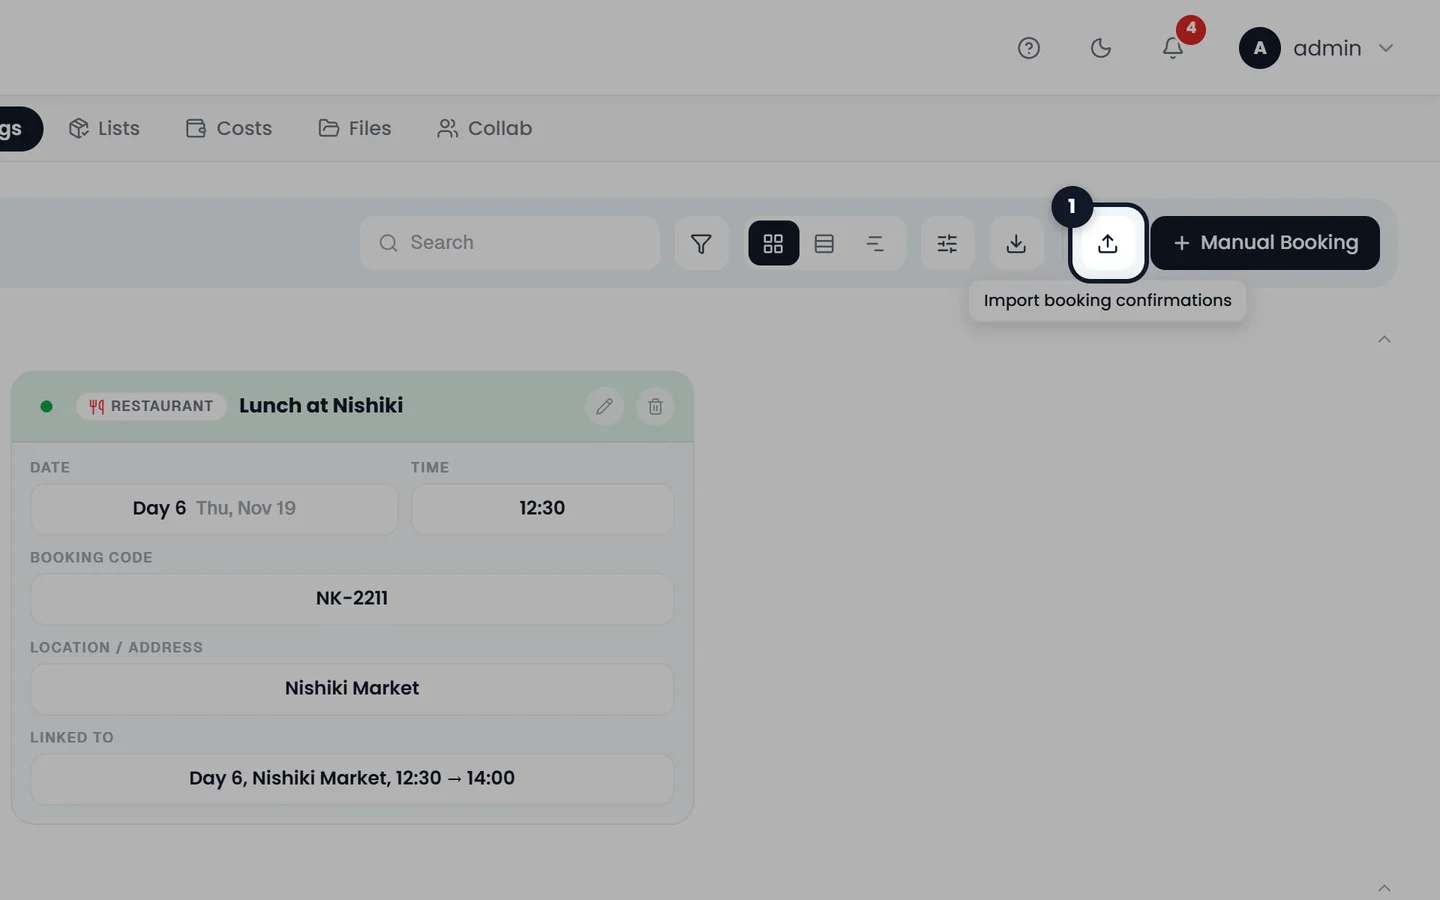 4
A admin
gs Lists Costs Files Collab
1
Search Manual Booking
Import booking confirmations
RESTAURANT Lunch at Nishiki
DATE TIME
Day 6 Thu, Nov 19 12:30
BOOKING CODE
NK-2211
LOCATION / ADDRESS
Nishiki Market
LINKED TO
Day 6, Nishiki Market, 12:30 → 14:00